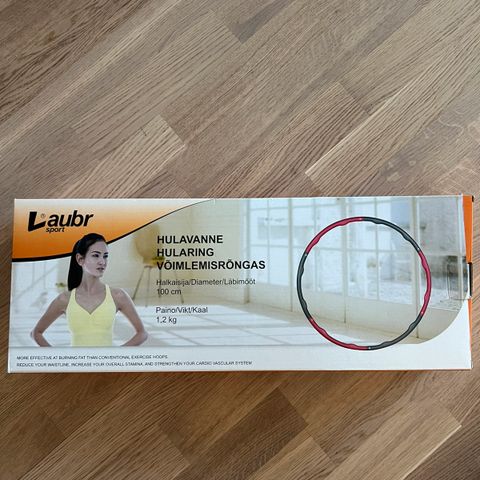 Laubr®
sport
HULAVANNE
HULARING
VÕIMLEMISRÕNGAS
Halkaisija/Diameter/Läbimõõt
100 cm
Paino/Vikt/Kaal
1,2 kg
MORE EFFECTIVE AT BURNING FAT THAN CONVENTIONAL EXERCISE HOOPS.
REDUCE YOUR WAISTLINE, INCREASE YOUR OVERALL STAMINA, AND STRENGTHEN YOUR CARDIO VASCULAR SYSTEM